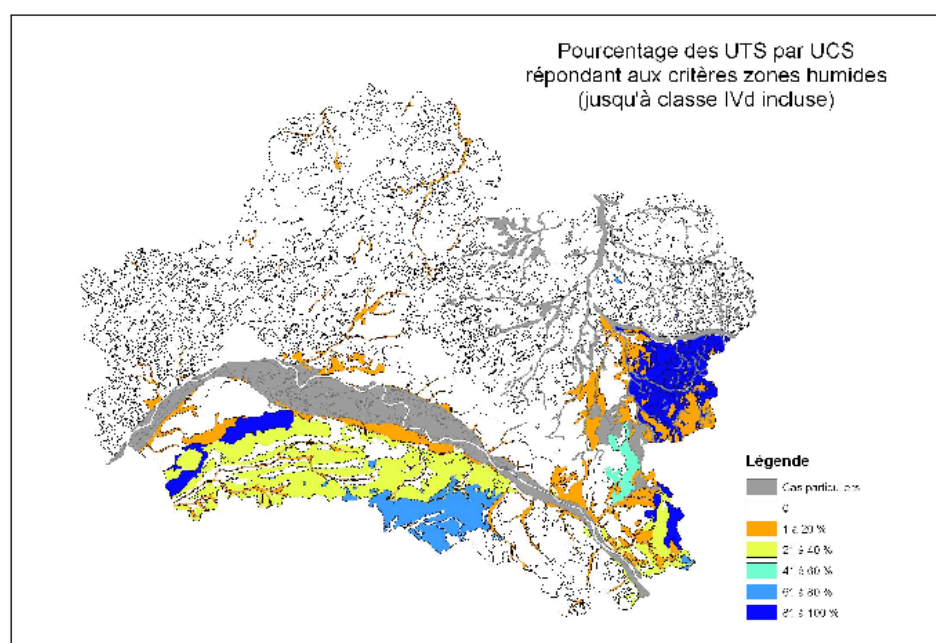 Pourcentage des UTS par UCS
répondant aux critères zones humides
(jusqu'à classe IVd incluse)
Légende
Cas particuliers
0
1 à 20 %
21 à 40 %
41 à 60 %
61 à 80 %
81 à 100 %